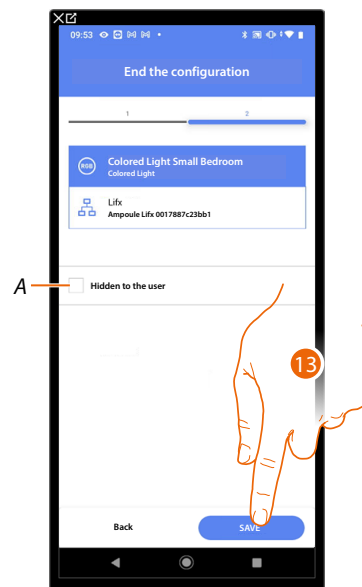 09:53
End the configuration
1 2
RGB
Colored Light Small Bedroom
Colored Light
Lifx
Ampoule Lifx 0017887c23bb1
A
Hidden to the user
13
Back
SAVE